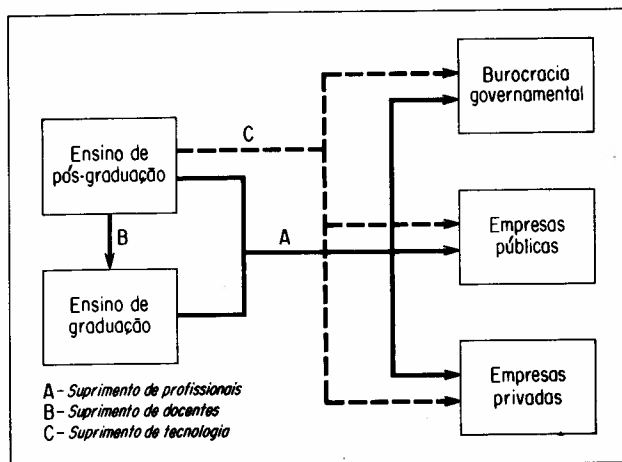 Ensino de
pós-graduação
C
Burocracia
governamental
B
A
Empresas
públicas
Ensino de
graduação
Empresas
privadas
A - Suprimento de profissionais
B - Suprimento de docentes
C - Suprimento de tecnologia